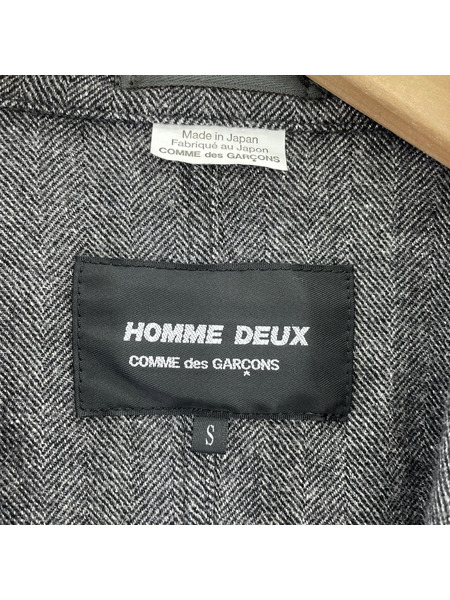 Made in Japan
Fabriqué au Japon
COMME des GARÇONS
HOMME DEUX
COMME des GARÇONS
S